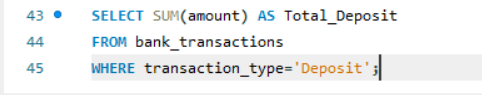 43 SELECT SUM(amount) AS Total_Deposit
44 FROM bank_transactions
45 WHERE transaction_type='Deposit';